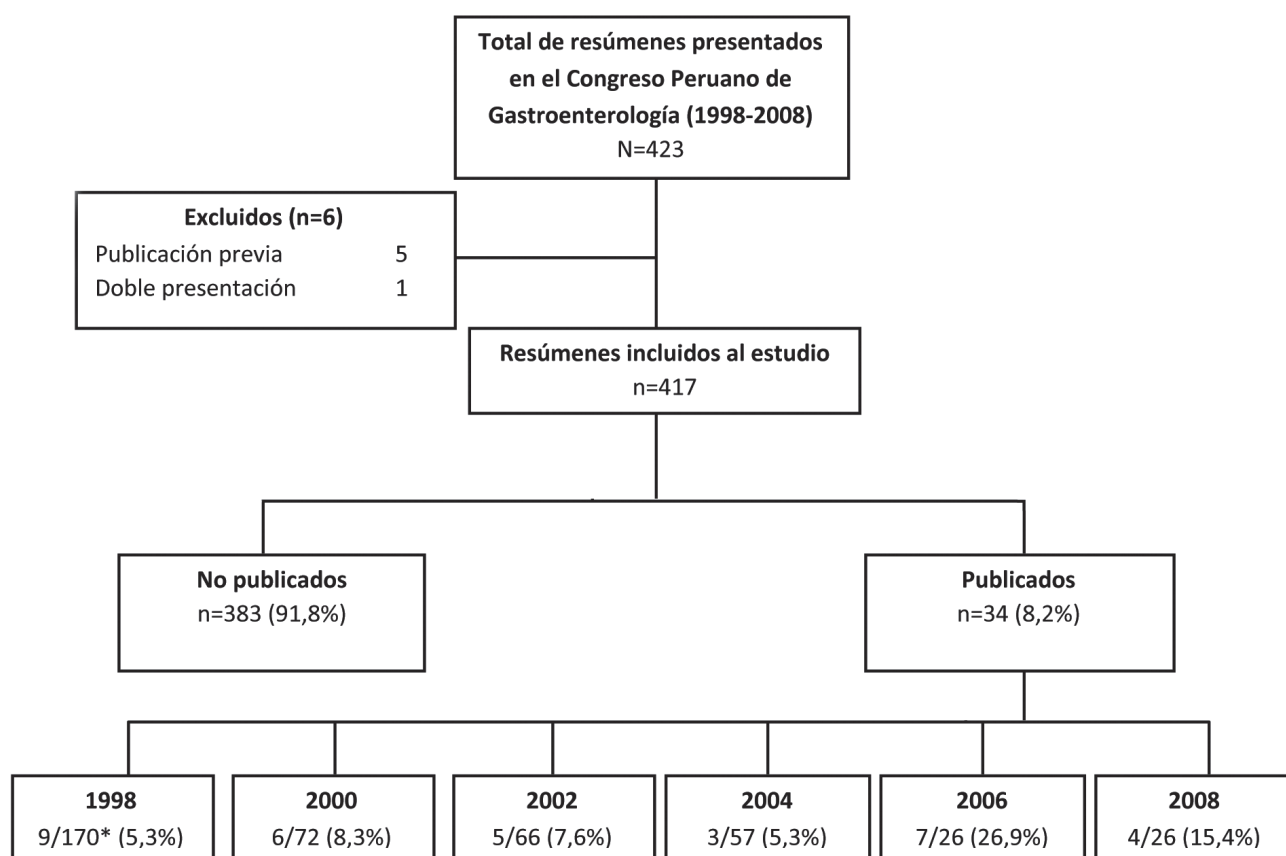 Total de resúmenes presentados
en el Congreso Peruano de
Gastroenterología (1998-2008)
N=423
Excluidos (n=6)
Publicación previa 5
Doble presentación 1
Resúmenes incluidos al estudio
n=417
No publicados
n=383 (91,8%)
Publicados
n=34 (8,2%)
1998
9/170* (5,3%)
2000
6/72 (8,3%)
2002
5/66 (7,6%)
2004
3/57 (5,3%)
2006
7/26 (26,9%)
2008
4/26 (15,4%)